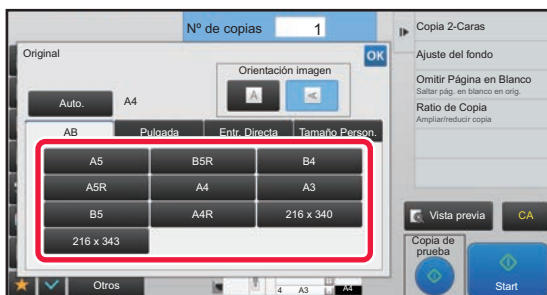 Nº de copias 1
Original
OK
Orientación imagen
A A
Auto. A4
AB Pulgada Entr. Directa Tamaño Person.
A5 B5R B4
A5R A4 A3
B5 A4R 216 x 340
216 x 343
Otros
4 A3 A4
Copia 2-Caras
Ajuste del fondo
Omitir Página en Blanco
Saltar pág. en blanco en orig.
Ratio de Copia
Ampliar/reducir copia
Vista previa CA
Copia de
prueba
Start